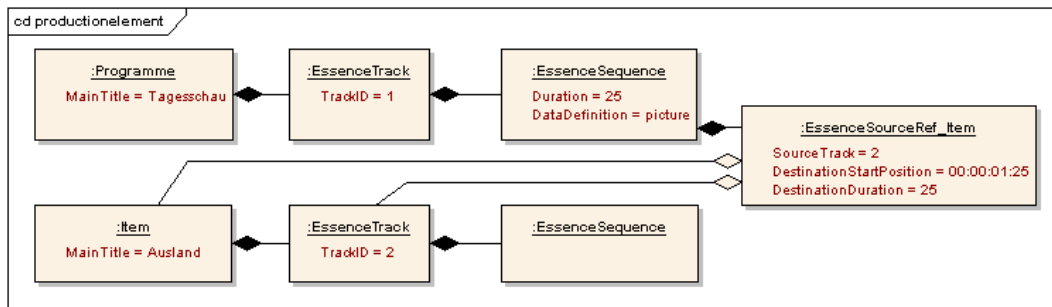 cd productionelement
:Programme
MainTitle = Tagesschau
:EssenceTrack
TrackID = 1
:EssenceSequence
Duration = 25
DataDefinition = picture
:EssenceSourceRef_Item
SourceTrack = 2
DestinationStartPosition = 00:00:01:25
DestinationDuration = 25
:Item
MainTitle = Ausland
:EssenceTrack
TrackID = 2
:EssenceSequence